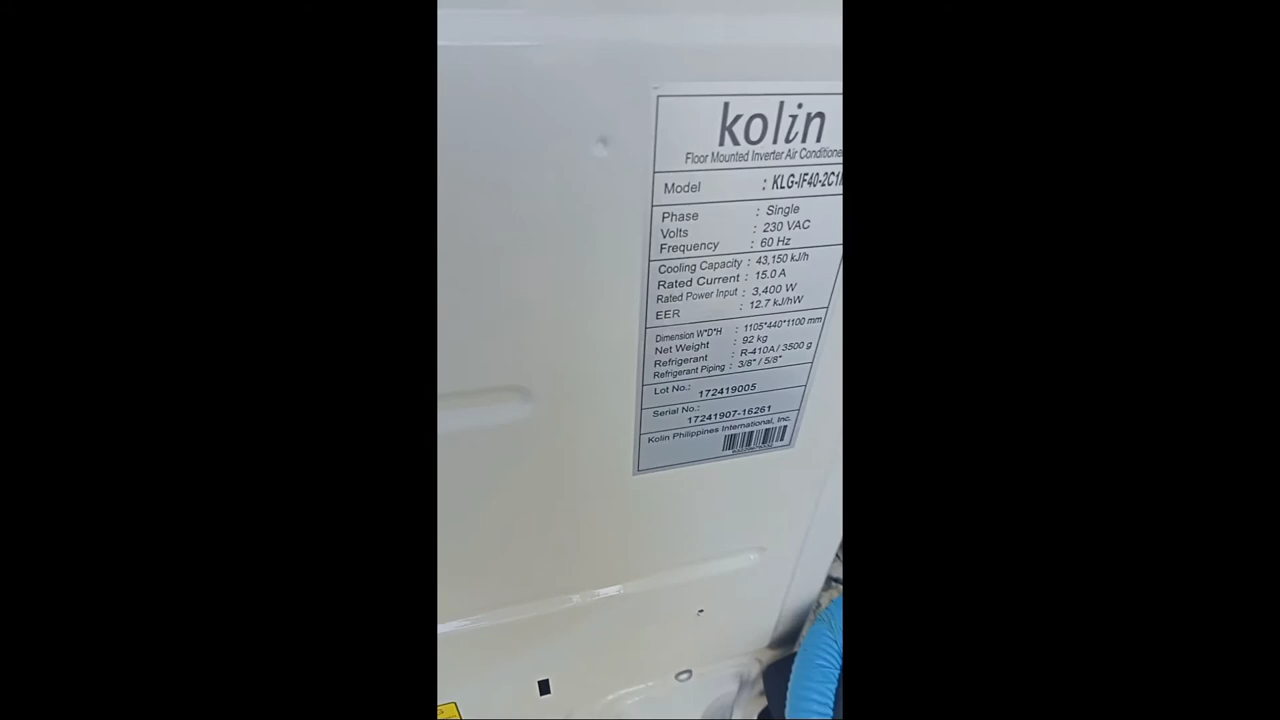 kolin
Floor Mounted Inverter Air Conditione
Model : KLG-IF40-2C1
Phase : Single
Volts : 230 VAC
Frequency : 60 Hz
Cooling Capacity : 43,150 kJ/h
Rated Current : 15.0 A
Rated Power Input : 3,400 W
EER : 12.7 kJ/hW
Dimension W*D*H : 1105*440*1100 mm
Net Weight : 92 kg
Refrigerant : R-410A / 3500 g
Refrigerant Piping : 3/8" / 5/8"
Lot No.: 172419005
Serial No.: 17241907-16261
Kolin Philippines International, Inc.